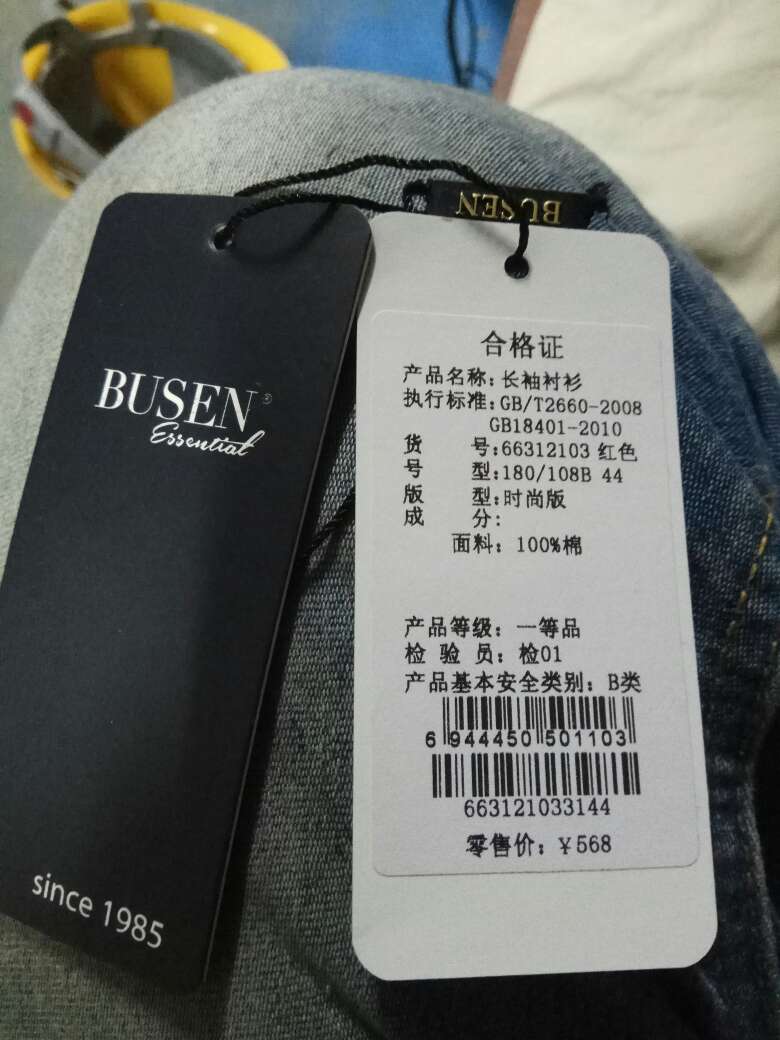 BUSEN
BUSEN®
Essential
since 1985
合格证
产品名称: 长袖衬衫
执行标准: GB/T2660-2008
GB18401-2010
货 号: 66312103 红色
号 型: 180/108B 44
版 型: 时尚版
成 分:
面料: 100%棉
产品等级: 一等品
检 验 员: 检01
产品基本安全类别: B类
6 944450 501103
663121033144
零售价: ¥568